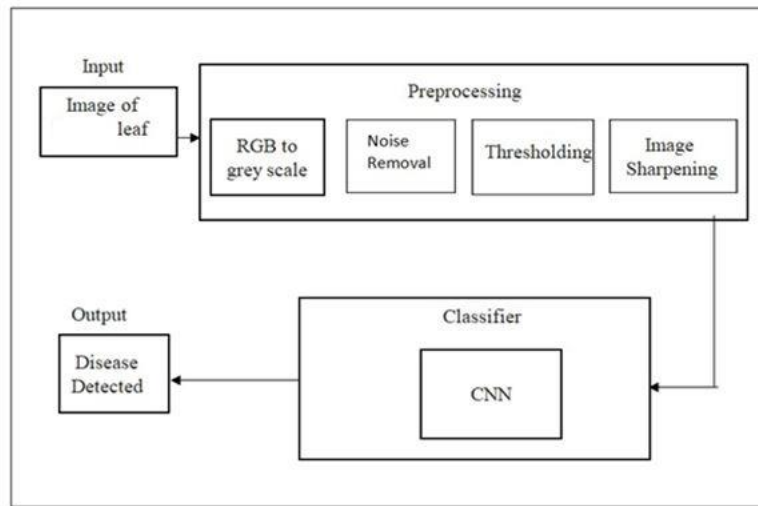 Input
Image of
leaf
Preprocessing
RGB to
grey scale
Noise
Removal
Thresholding
Image
Sharpening
Output
Disease
Detected
Classifier
CNN